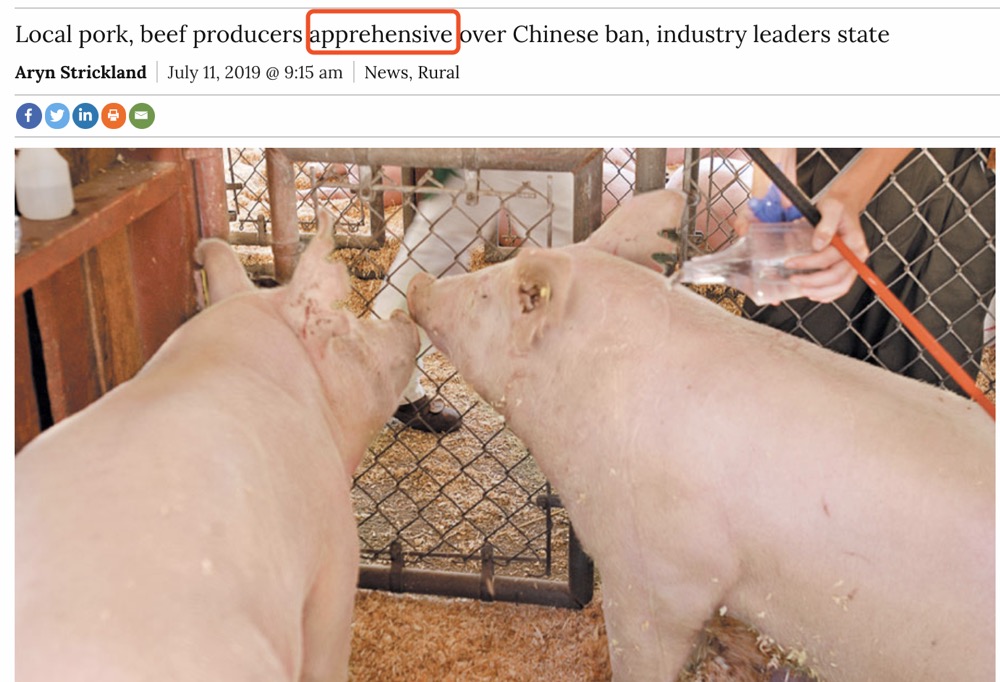 Local pork, beef producers apprehensive over Chinese ban, industry leaders state
Aryn Strickland | July 11, 2019 @ 9:15 am | News, Rural
f in